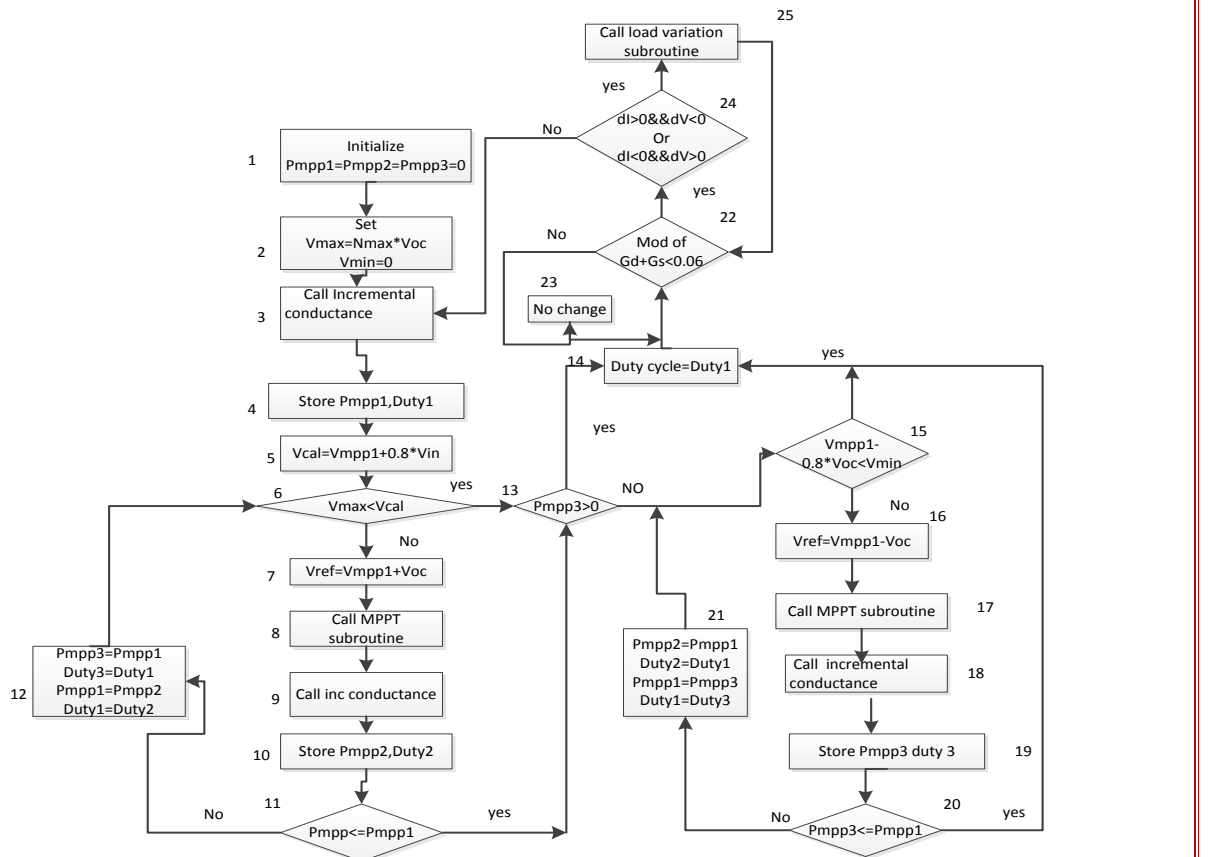 25
Call load variation
subroutine
yes
24
dI>0&&dV<0
Or
dI<0&&dV>0
No
1
Initialize
Pmpp1=Pmpp2=Pmpp3=0
yes
22
2
Set
Vmax=Nmax*Voc
Vmin=0
No
Mod of
Gd+Gs<0.06
23
No change
3
Call Incremental
conductance
14
Duty cycle=Duty1
yes
4
Store Pmpp1,Duty1
yes
15
5
Vcal=Vmpp1+0.8*Vin
Vmpp1-
0.8*Voc<Vmin
6
Vmax<Vcal
yes
13
Pmpp3>0
NO
No
No
16
7
Vref=Vmpp1+Voc
Vref=Vmpp1-Voc
8
Call MPPT
subroutine
Call MPPT subroutine
17
21
Pmpp2=Pmpp1
Duty2=Duty1
Pmpp1=Pmpp3
Duty1=Duty3
12
Pmpp3=Pmpp1
Duty3=Duty1
Pmpp1=Pmpp2
Duty1=Duty2
9
Call inc conductance
Call incremental
conductance
18
10
Store Pmpp2,Duty2
Store Pmpp3 duty 3
19
11
No
Pmpp<=Pmpp1
yes
No
Pmpp3<=Pmpp1
20
yes